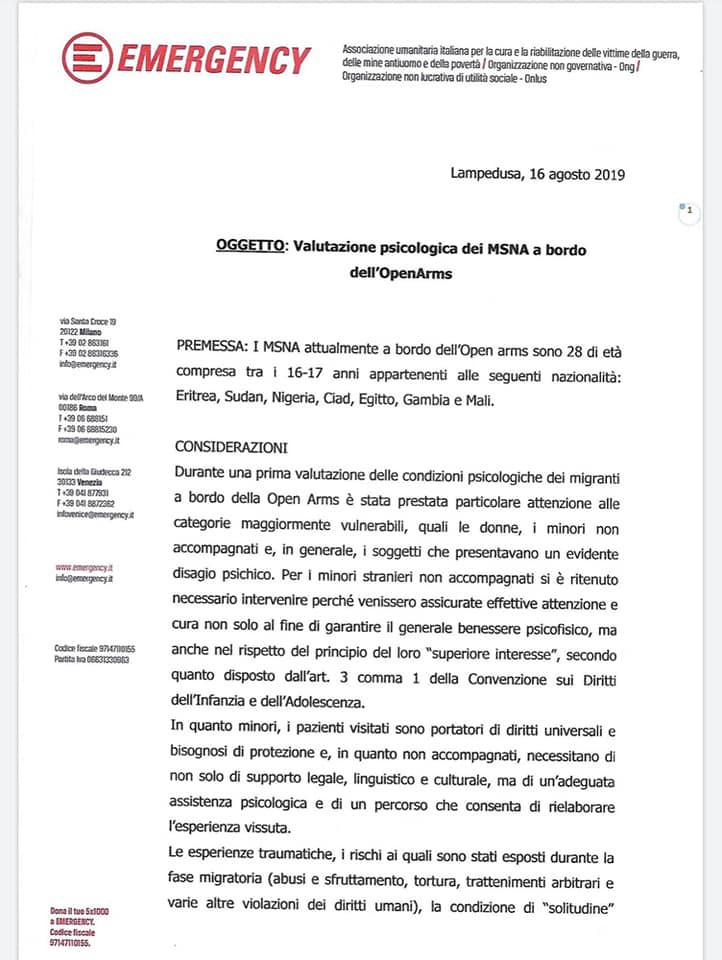 EMERGENCY
Associazione umanitaria italiana per la cura e la riabilitazione delle vittime della guerra,
delle mine antiuomo e della povertà / Organizzazione non governativa - Ong /
Organizzazione non lucrativa di utilità sociale - Onlus
Lampedusa, 16 agosto 2019
1
OGGETTO: Valutazione psicologica dei MSNA a bordo
dell'OpenArms
via Santa Croce 19
20122 Milano
T +39 02 863161
F +39 02 86316336
info@emergency.it
via dell'Arco del Monte 99/A
00186 Roma
T +39 06 688151
F +39 06 68815230
roma@emergency.it
Isola della Giudecca 212
30133 Venezia
T +39 041 877931
F +39 041 8872362
infovenice@emergency.it
www.emergency.it
info@emergency.it
Codice fiscale 97147110155
Partita Iva 06631330963
Dona il tuo 5x1000
a EMERGENCY.
Codice fiscale
97147110155.
PREMESSA: I MSNA attualmente a bordo dell'Open arms sono 28 di età
compresa tra i 16-17 anni appartenenti alle seguenti nazionalità:
Eritrea, Sudan, Nigeria, Ciad, Egitto, Gambia e Mali.
CONSIDERAZIONI
Durante una prima valutazione delle condizioni psicologiche dei migranti
a bordo della Open Arms è stata prestata particolare attenzione alle
categorie maggiormente vulnerabili, quali le donne, i minori non
accompagnati e, in generale, i soggetti che presentavano un evidente
disagio psichico. Per i minori stranieri non accompagnati si è ritenuto
necessario intervenire perché venissero assicurate effettive attenzione e
cura non solo al fine di garantire il generale benessere psicofisico, ma
anche nel rispetto del principio del loro "superiore interesse", secondo
quanto disposto dall'art. 3 comma 1 della Convenzione sui Diritti
dell'Infanzia e dell'Adolescenza.
In quanto minori, i pazienti visitati sono portatori di diritti universali e
bisognosi di protezione e, in quanto non accompagnati, necessitano di
non solo di supporto legale, linguistico e culturale, ma di un'adeguata
assistenza psicologica e di un percorso che consenta di rielaborare
l'esperienza vissuta.
Le esperienze traumatiche, i rischi ai quali sono stati esposti durante la
fase migratoria (abusi e sfruttamento, tortura, trattenimenti arbitrari e
varie altre violazioni dei diritti umani), la condizione di "solitudine"